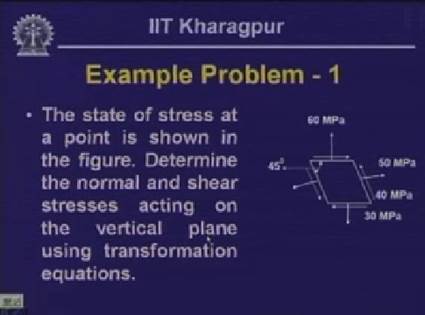 IIT Kharagpur
Example Problem - 1
• The state of stress at
a point is shown in
the figure. Determine
the normal and shear
stresses acting on
the vertical plane
using transformation
equations.
60 MPa
45⁰
50 MPa
40 MPa
30 MPa